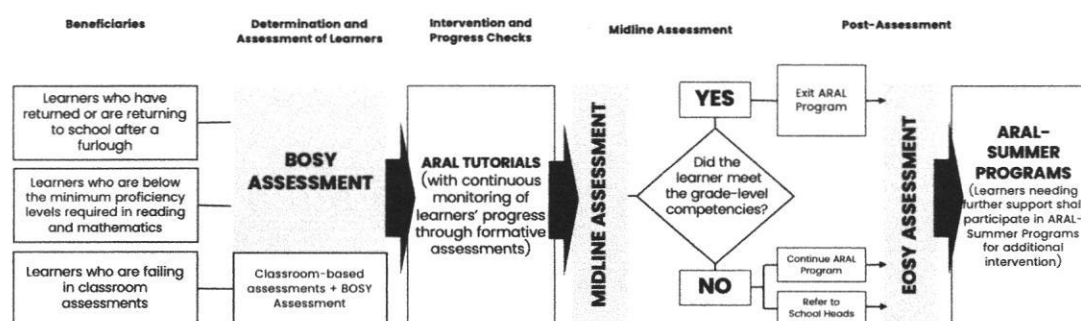 Beneficiaries
Determination and
Assessment of Learners
Intervention and
Progress Checks
Midline Assessment
Post-Assessment
Learners who have
returned or are returning
to school after a
furlough
Learners who are below
the minimum proficiency
levels required in reading
and mathematics
Learners who are failing
in classroom
assessments
BOSY
ASSESSMENT
Classroom-based
assessments + BOSY
Assessment
ARAL TUTORIALS
(with continuous
monitoring of
learners' progress
through formative
assessments)
MIDLINE ASSESSMENT
YES
Did the
learner meet
the grade-level
competencies?
NO
Exit ARAL
Program
Continue ARAL
Program
Refer to
School Heads
EOSY ASSESSMENT
ARAL-
SUMMER
PROGRAMS
(Learners needing
further support shal
participate in ARAL-
Summer Programs
for additional
intervention)